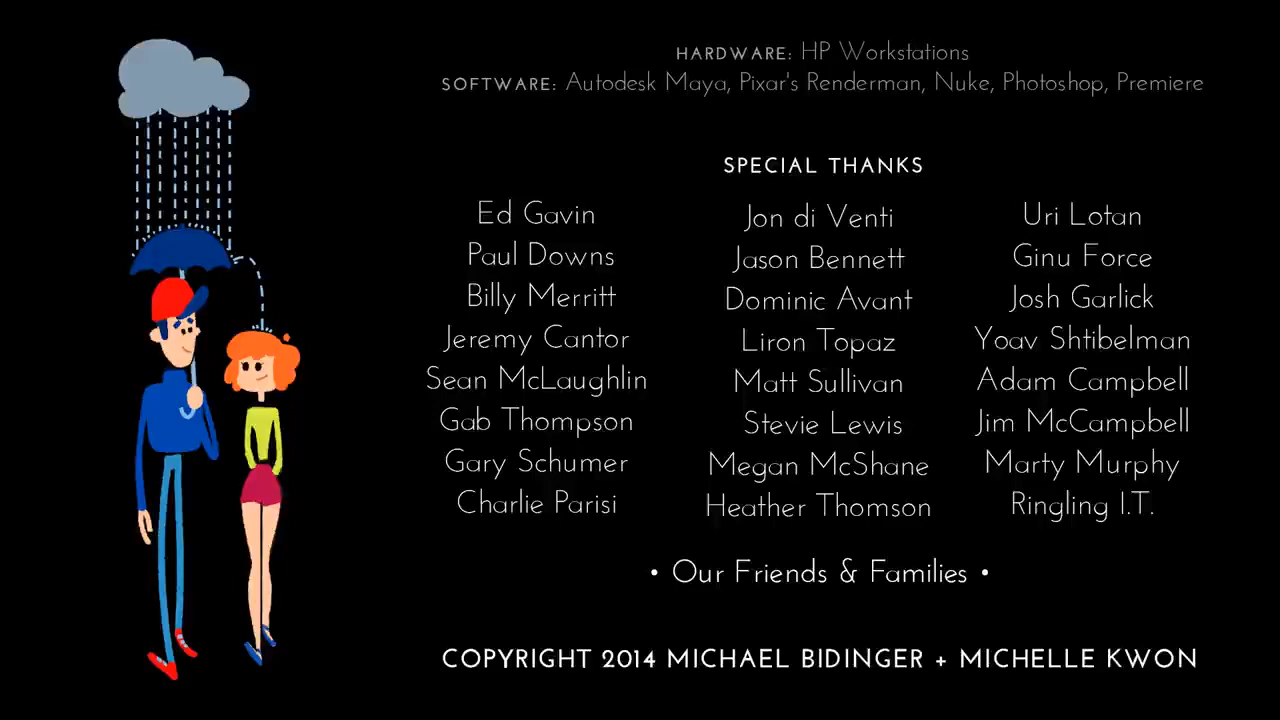 HARDWARE: HP Workstations
SOFTWARE: Autodesk Maya, Pixar's Renderman, Nuke, Photoshop, Premiere
SPECIAL THANKS
Ed Gavin
Paul Downs
Billy Merritt
Jeremy Cantor
Sean McLaughlin
Gab Thompson
Gary Schumer
Charlie Parisi
Jon di Venti
Jason Bennett
Dominic Avant
Liron Topaz
Matt Sullivan
Stevie Lewis
Megan McShane
Heather Thomson
Uri Lotan
Ginu Force
Josh Garlick
Yoav Shtibelman
Adam Campbell
Jim McCampbell
Marty Murphy
Ringling I.T.
• Our Friends & Families •
COPYRIGHT 2014 MICHAEL BIDINGER + MICHELLE KWON